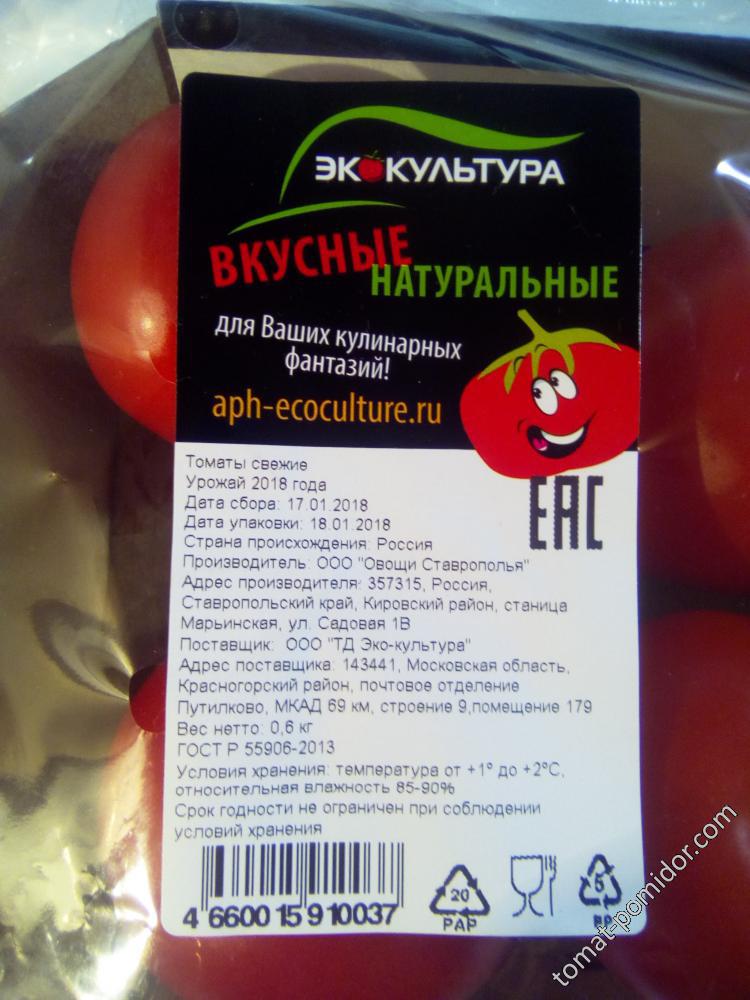 ЭКОКУЛЬТУРА
ВКУСНЫЕ
НАТУРАЛЬНЫЕ
для Ваших кулинарных
фантазий!
aph-ecoculture.ru
Томаты свежие
Урожай 2018 года
Дата сбора: 17.01.2018
Дата упаковки: 18.01.2018
Страна происхождения: Россия
Производитель: ООО "Овощи Ставрополья"
Адрес производителя: 357315, Россия,
Ставропольский край, Кировский район, станица
Марьинская, ул. Садовая 1В
Поставщик: ООО "ТД Эко-культура"
Адрес поставщика: 143441, Московская область,
Красногорский район, почтовое отделение
Путилково, МКАД 69 км, строение 9,помещение 179
Вес нетто: 0,6 кг
ГОСТ Р 55906-2013
Условия хранения: температура от +1° до +2°С,
относительная влажность 85-90%
Срок годности не ограничен при соблюдении
условий хранения
EAC
4 660015 910037
20
PAP
5
PP
tomat-pomidor.com